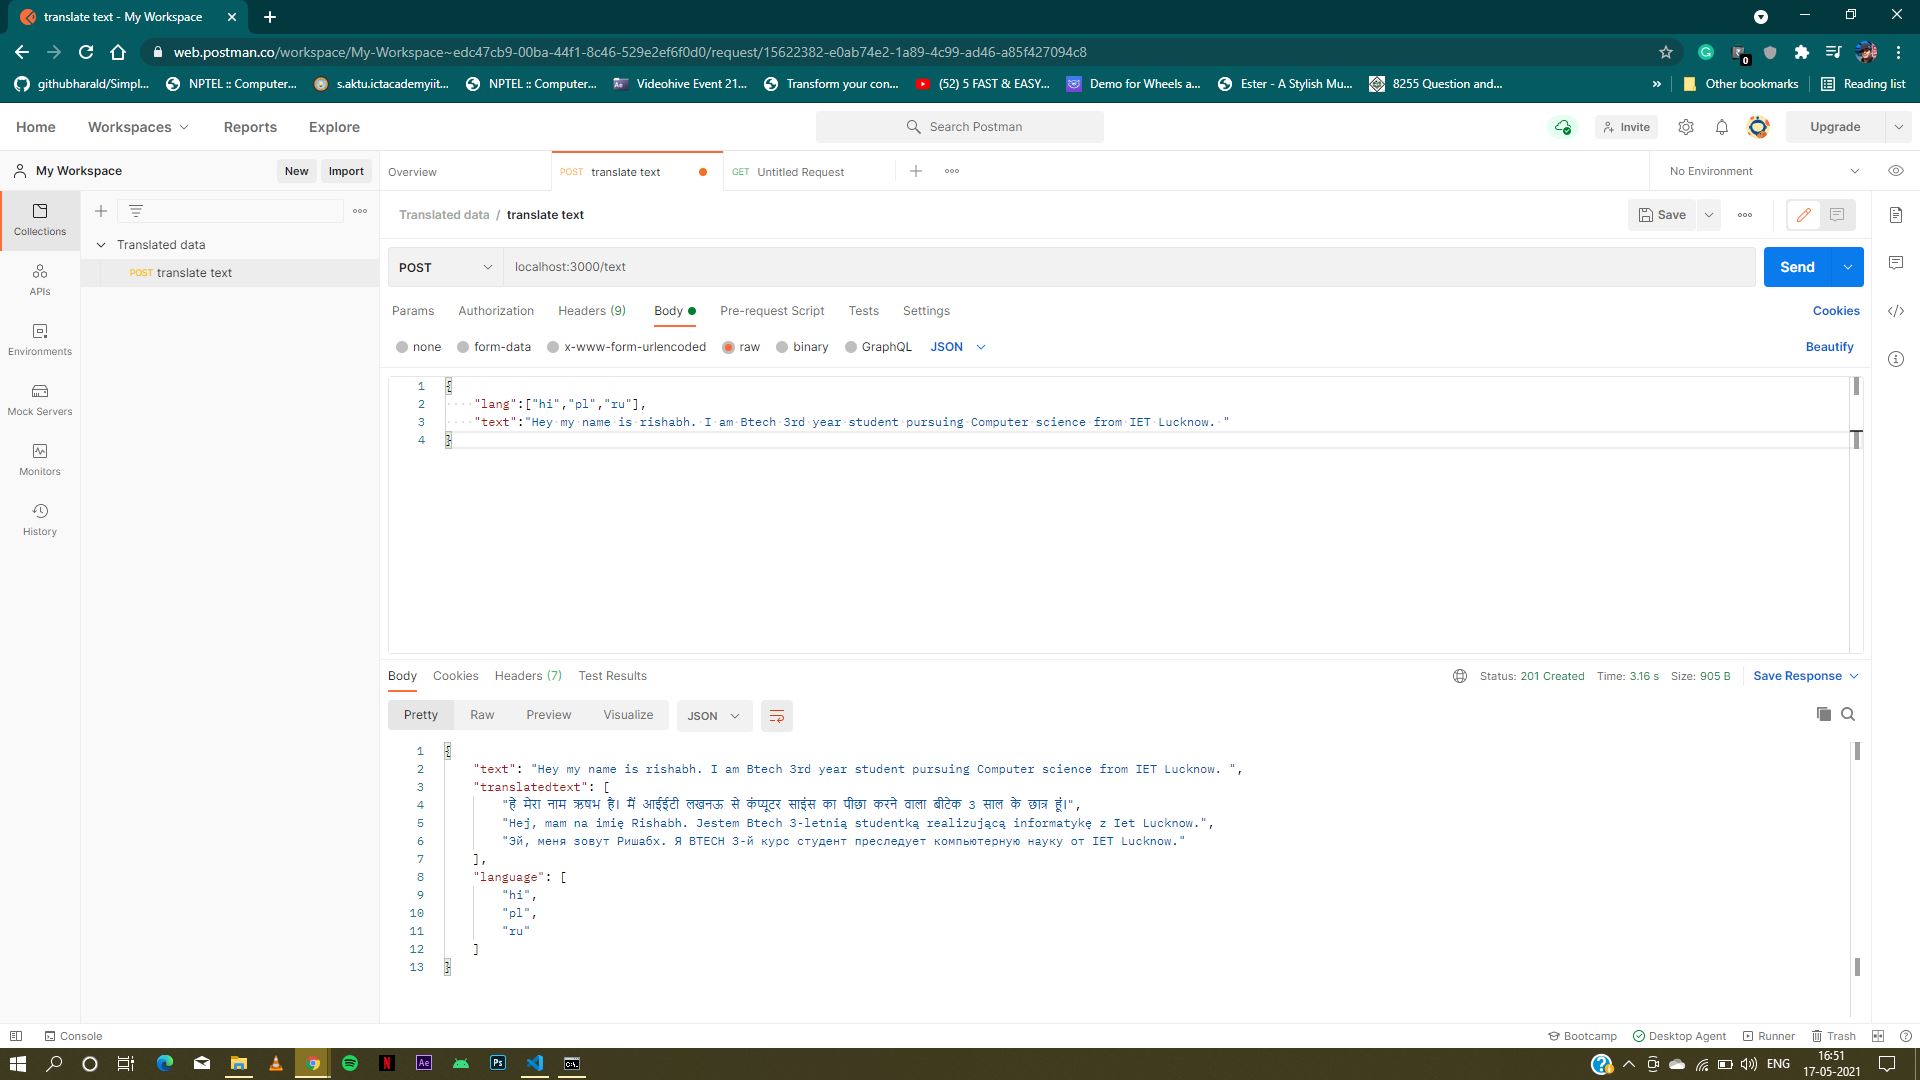 translate text - My Workspace
web.postman.co/workspace/My-Workspace~edc47cb9-00ba-44f1-8c46-529e2ef6f0d0/request/15622382-e0ab74e2-1a89-4c99-ad46-a85f427094c8
0
githubharald/Simpl... NPTEL :: Computer... s.aktu.ictacademyiit... NPTEL :: Computer... Videohive Event 21... Transform your con... (52) 5 FAST & EASY... Demo for Wheels a... Ester - A Stylish Mu... 8255 Question and... » Other bookmarks Reading list
Home Workspaces Reports Explore Search Postman Invite Upgrade
My Workspace New Import Overview POST translate text GET Untitled Request No Environment
Collections
APIs
Environments
Mock Servers
Monitors
History
Translated data
POST translate text
Translated data / translate text Save
POST localhost:3000/text Send
Params Authorization Headers (9) Body Pre-request Script Tests Settings Cookies
none form-data x-www-form-urlencoded raw binary GraphQL JSON Beautify
1 {
2 "lang":["hi","pl","ru"],
3 "text":"Hey my name is rishabh. I am Btech 3rd year student pursuing Computer science from IET Lucknow. "
4 }
Body Cookies Headers (7) Test Results Status: 201 Created Time: 3.16 s Size: 905 B Save Response
Pretty Raw Preview Visualize JSON
1 {
2 "text": "Hey my name is rishabh. I am Btech 3rd year student pursuing Computer science from IET Lucknow. ",
3 "translatedtext": [
4 "हे मेरा नाम ऋषभ है। मैं आईईटी लखनऊ से कंप्यूटर साइंस का पीछा करने वाला बीटेक 3 साल के छात्र हूं।",
5 "Hej, mam na imię Rishabh. Jestem Btech 3-letnią studentką realizującą informatykę z Iet Lucknow.",
6 "Эй, меня зовут Ришабх. Я BTECH 3-й курс студент преследует компьютерную науку от IET Lucknow."
7 ],
8 "language": [
9 "hi",
10 "pl",
11 "ru"
12 ]
13 }
Console Bootcamp Desktop Agent Runner Trash
N Ae Ps ENG
16:51
17-05-2021